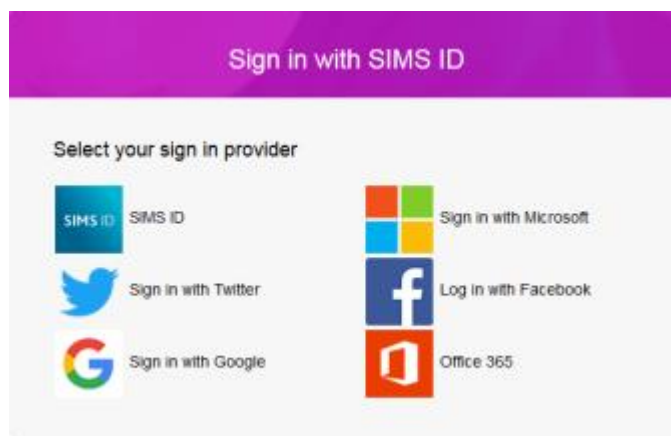 Sign in with SIMS ID
Select your sign in provider
SIMS ID
SIMS ID
Sign in with Microsoft
Sign in with Twitter
Log in with Facebook
Sign in with Google
Office 365